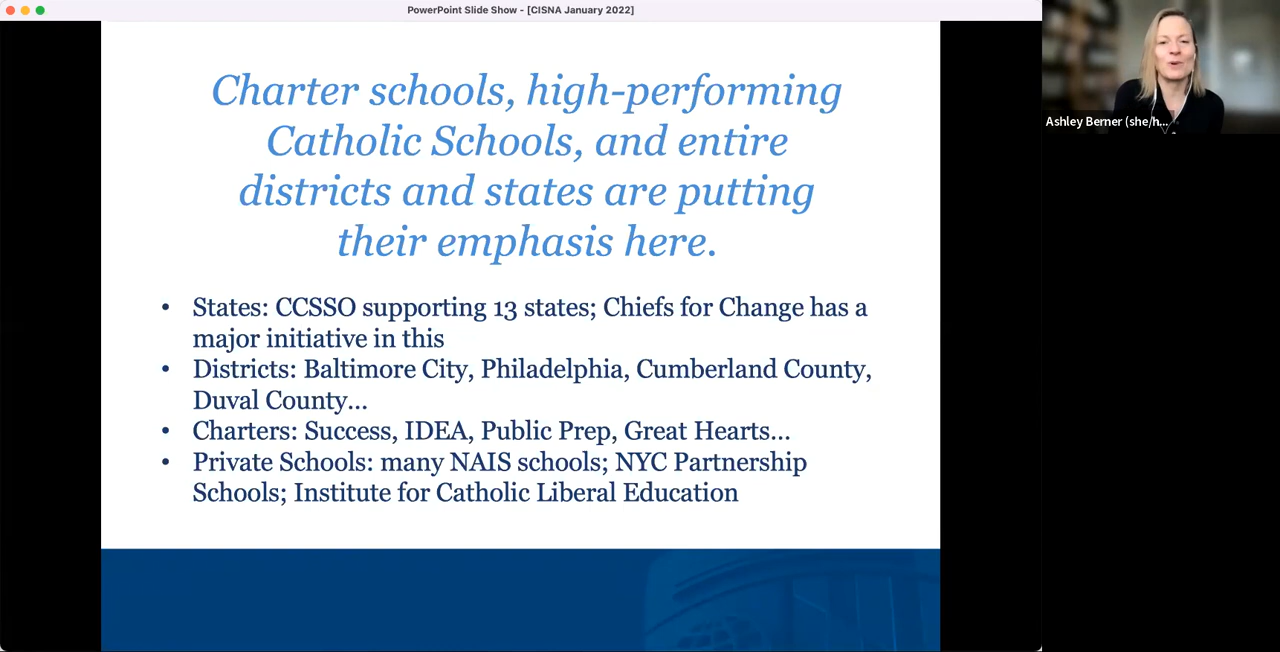 PowerPoint Slide Show - [CISNA January 2022]
Charter schools, high-performing
Catholic Schools, and entire
districts and states are putting
their emphasis here.
• States: CCSSO supporting 13 states; Chiefs for Change has a
major initiative in this
• Districts: Baltimore City, Philadelphia, Cumberland County,
Duval County...
• Charters: Success, IDEA, Public Prep, Great Hearts...
• Private Schools: many NAIS schools; NYC Partnership
Schools; Institute for Catholic Liberal Education
Ashley Berner (she/h...